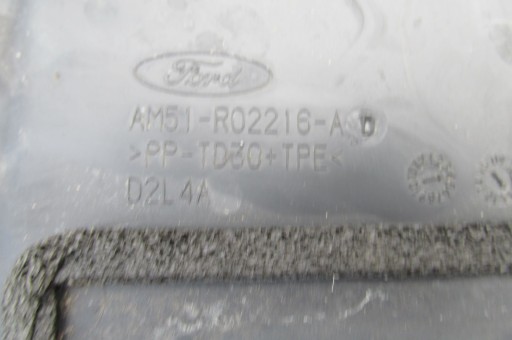 Ford
AM51-R02216-A
>PP-TD30+TPE<
D2L4A